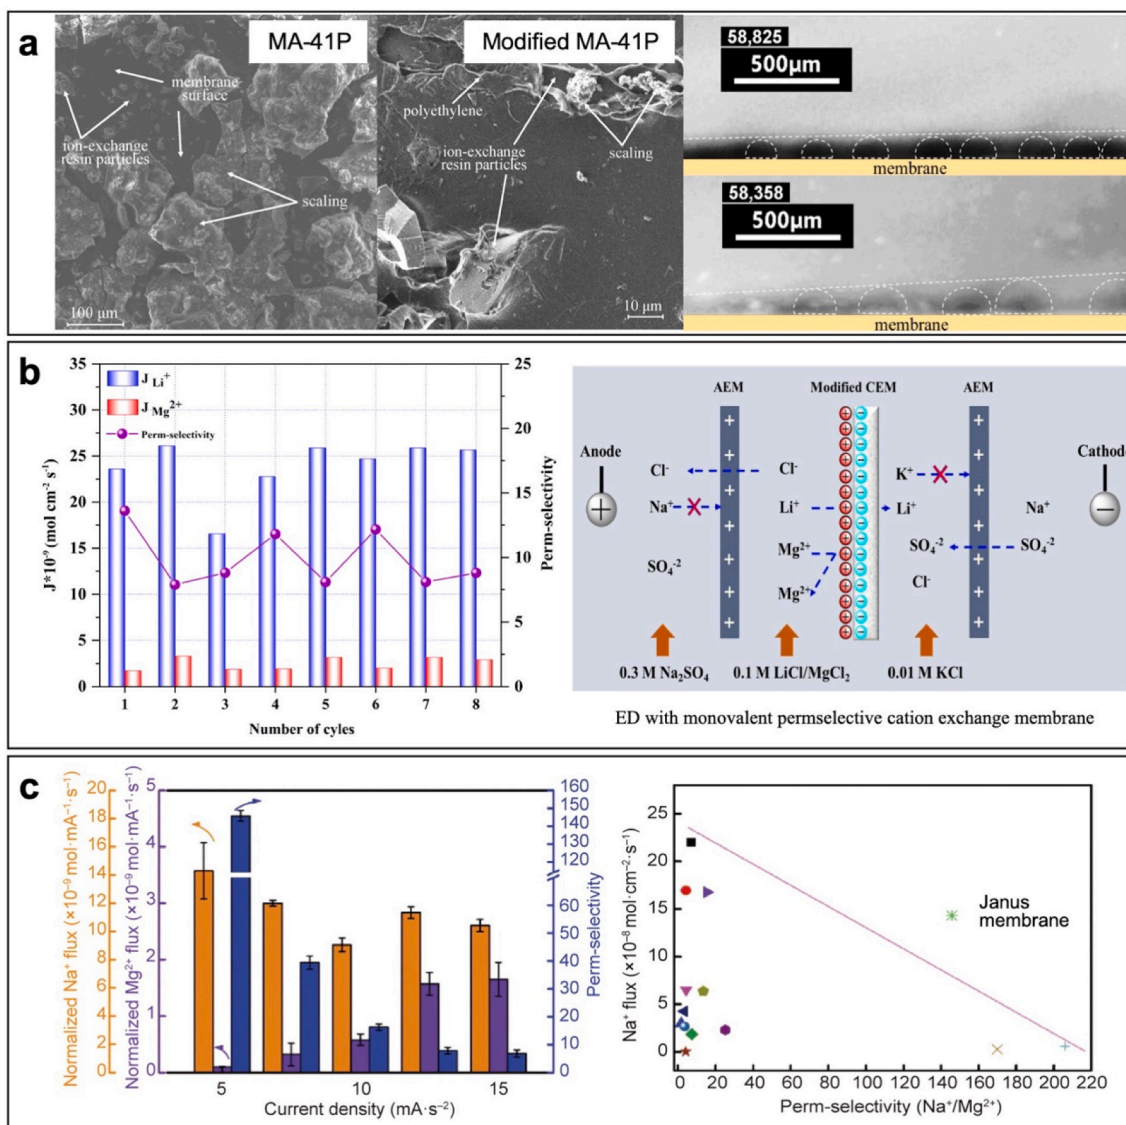 a
MA-41P
membrane
surface
ion-exchange
resin particles
scaling
100 μm
Modified MA-41P
polyethylene
ion-exchange
resin particles
scaling
10 μm
58,825
500μm
membrane
58,358
500μm
membrane
b
35
30
25
20
15
10
5
0
J*10⁻⁹ (mol cm⁻² s⁻¹)
J Li⁺
J Mg²⁺
Perm-selectivity
25
20
15
10
5
0
Perm-selectivity
1 2 3 4 5 6 7 8
Number of cyles
AEM Modified CEM AEM
Anode
Cathode
Cl⁻ Cl⁻ K⁺
Na⁺ Li⁺ Li⁺ Na⁺
Mg²⁺ SO₄⁻² SO₄⁻²
SO₄⁻² Mg²⁺ Cl⁻
0.3 M Na₂SO₄ 0.1 M LiCl/MgCl₂ 0.01 M KCl
ED with monovalent permselective cation exchange membrane
c
Normalized Na⁺ flux (×10⁻⁹ mol·mA⁻¹·s⁻¹)
20
18
16
14
12
10
8
6
4
2
0
Normalized Mg²⁺ flux (×10⁻⁹ mol·mA⁻¹·s⁻¹)
5
4
3
2
1
0
160
150
140
130
120
60
50
40
30
20
10
0
Perm-selectivity
5 10 15
Current density (mA·s⁻²)
Na⁺ flux (×10⁻⁸ mol·cm⁻²·s⁻¹)
25
20
15
10
5
0
Janus
membrane
0 20 40 60 80 100 120 140 160 180 200 220
Perm-selectivity (Na⁺/Mg²⁺)